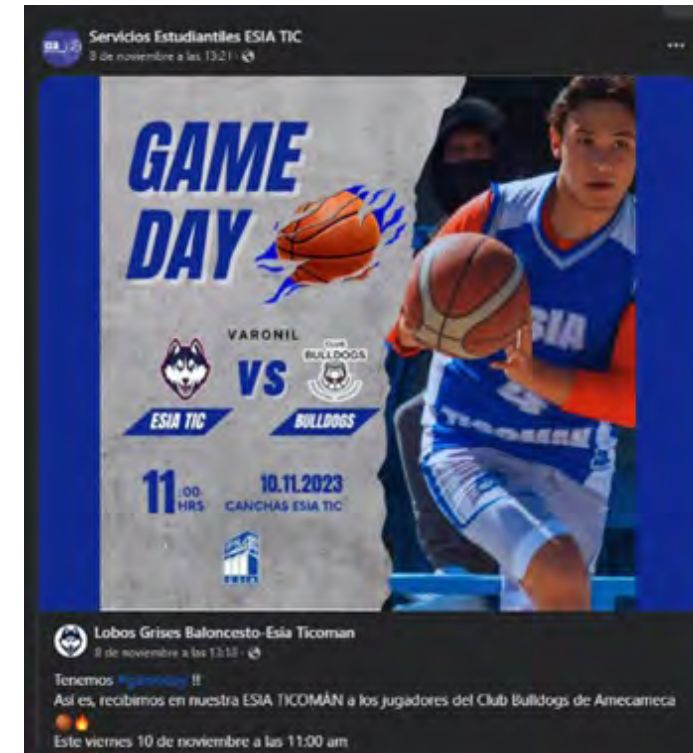 Servicios Estudiantiles ESIA TIC
8 de noviembre a las 13:21 ·
GAME
DAY
VARONIL
VS
CLUB
BULLDOGS
ESIA TIC
BULLDOGS
11:00
HRS
10.11.2023
CANCHAS ESIA TIC
ESIA
ESIA
4
TICOMAN
Lobos Grises Baloncesto-Esia Ticoman
8 de noviembre a las 13:18 ·
Tenemos #gameday !!
Así es, recibimos en nuestra ESIA TICOMÁN a los jugadores del Club Bulldogs de Amecameca
🏀🔥
Este viernes 10 de noviembre a las 11:00 am